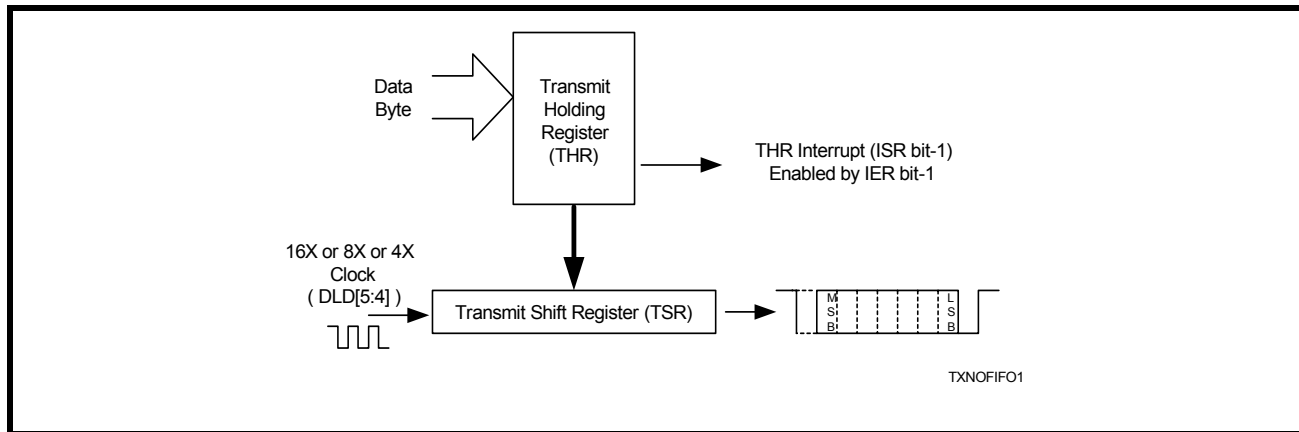 Data
Byte
Transmit
Holding
Register
(THR)
THR Interrupt (ISR bit-1)
Enabled by IER bit-1
16X or 8X or 4X
Clock
( DLD[5:4] )
Transmit Shift Register (TSR)
M
S
B
L
S
B
TXNOFIFO1